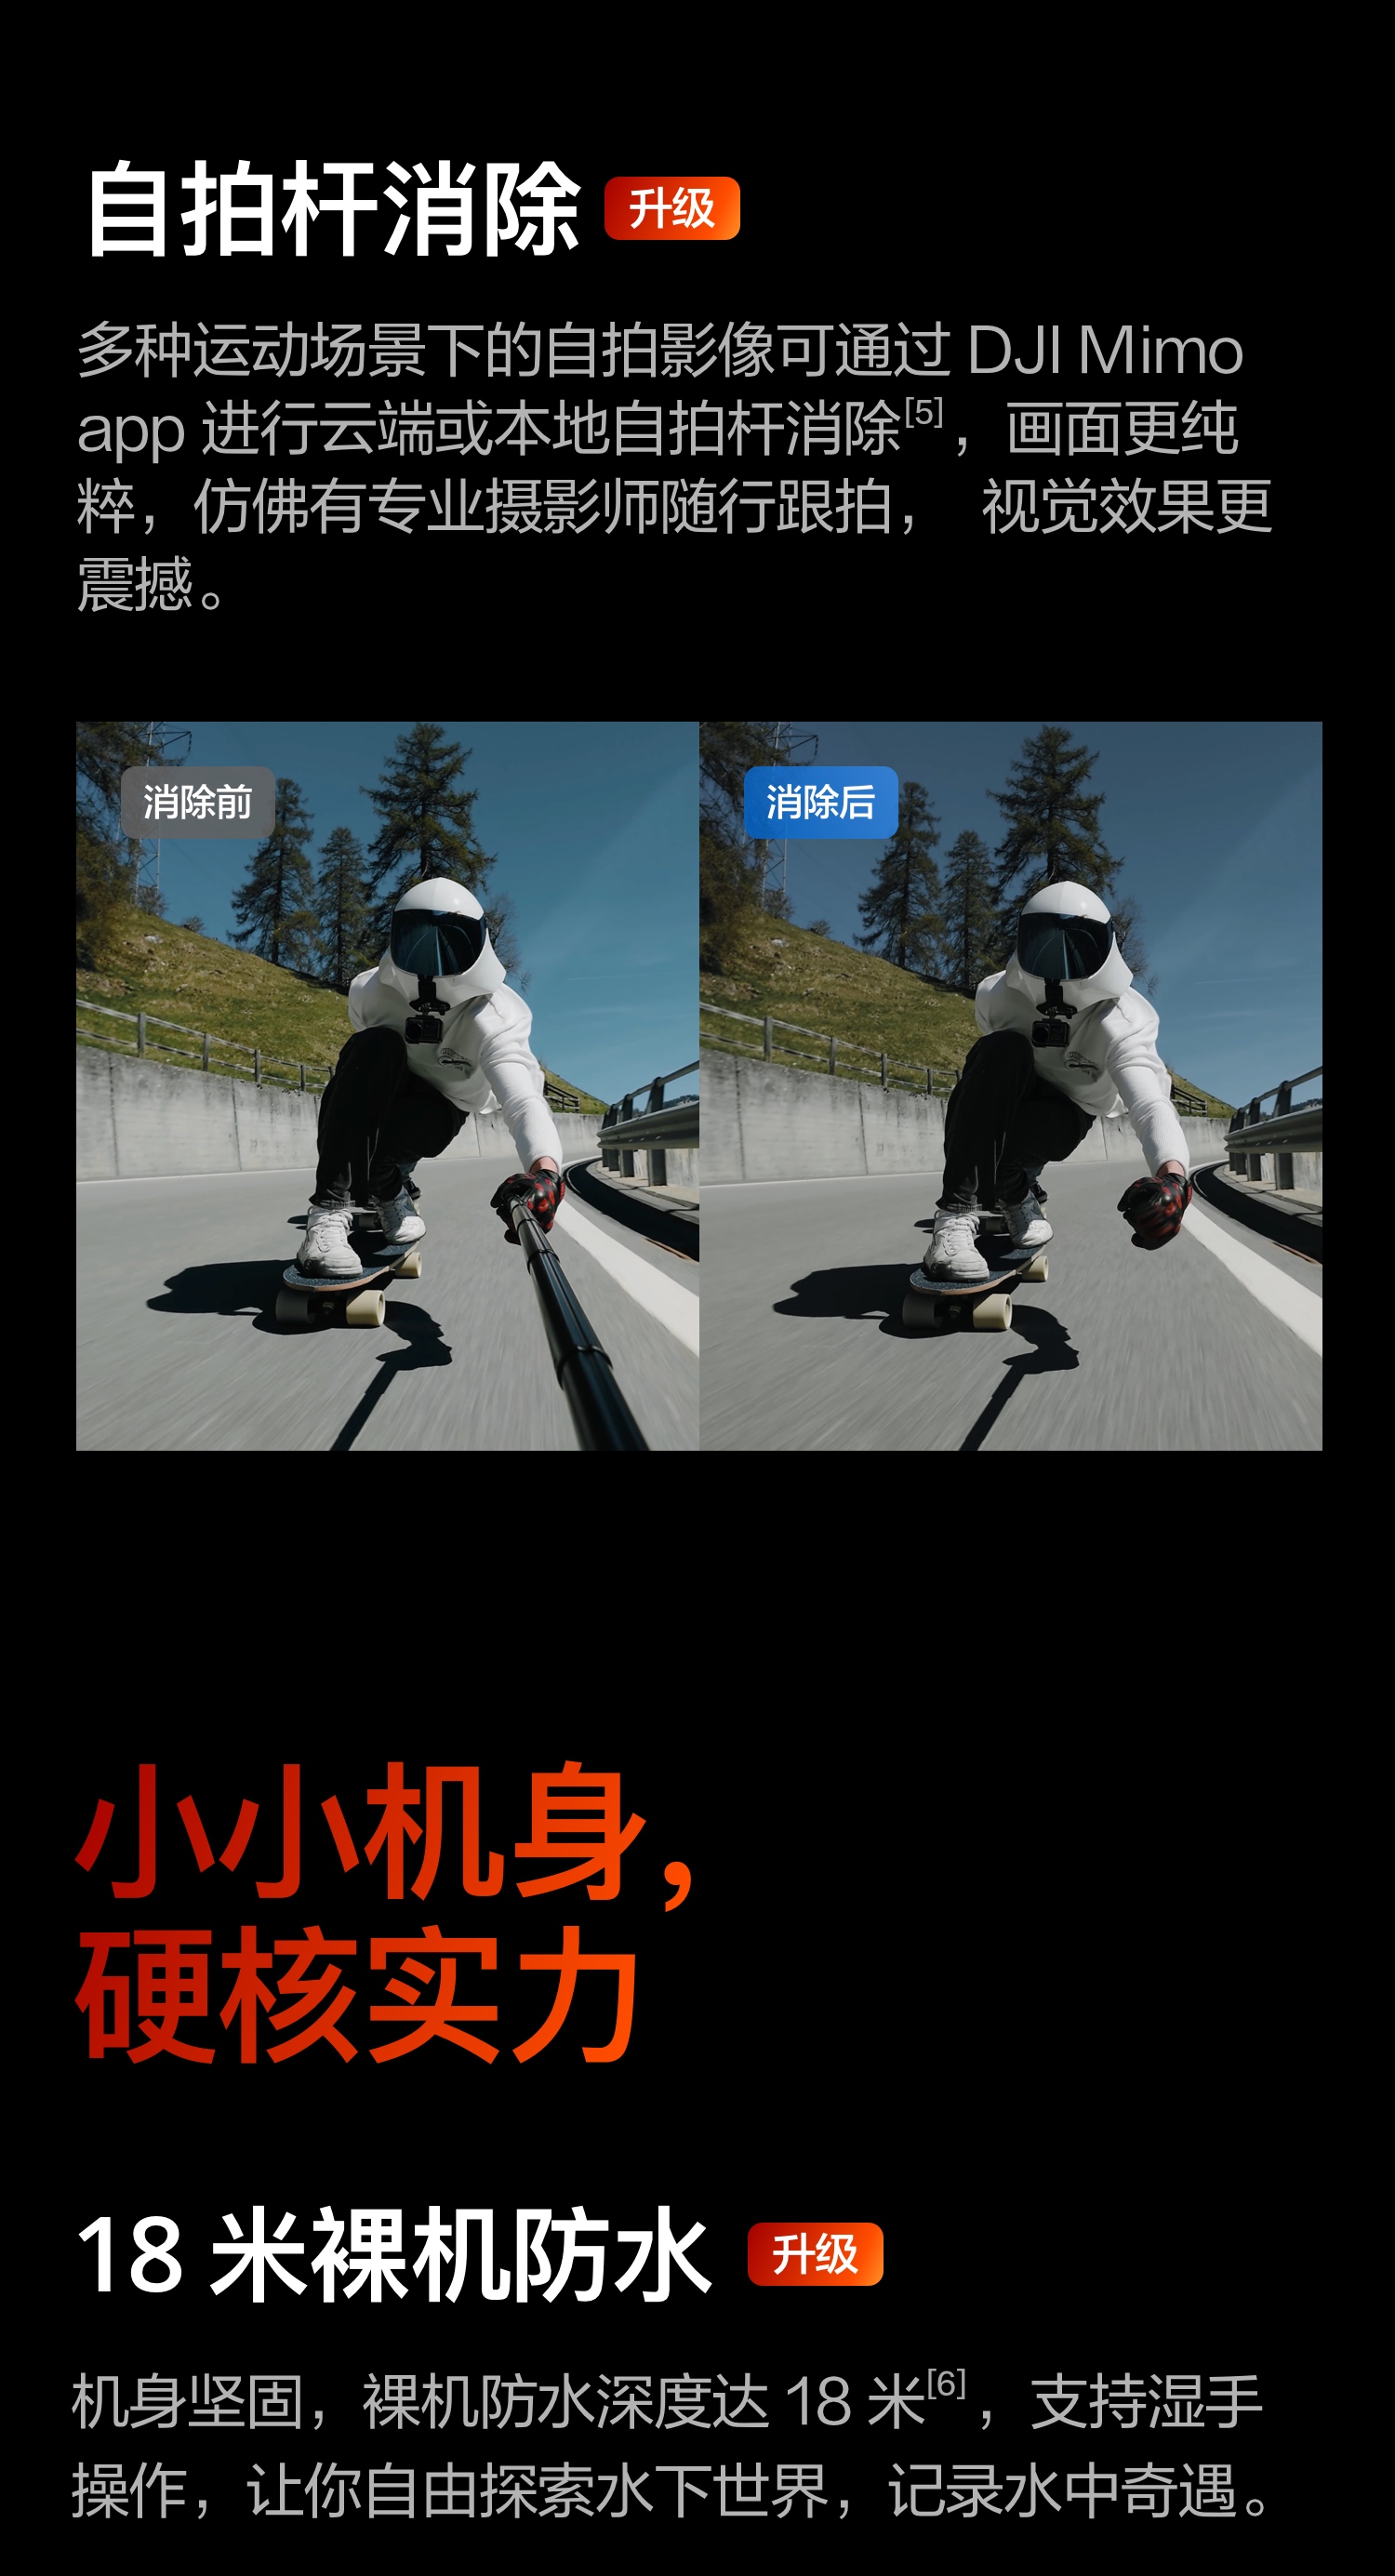 自拍杆消除 升级
多种运动场景下的自拍影像可通过 DJI Mimo
app 进行云端或本地自拍杆消除[5]，画面更纯
粹，仿佛有专业摄影师随行跟拍， 视觉效果更
震撼。
消除前 消除后
小小机身，
硬核实力
18 米裸机防水 升级
机身坚固，裸机防水深度达 18 米[6]，支持湿手
操作，让你自由探索水下世界，记录水中奇遇。